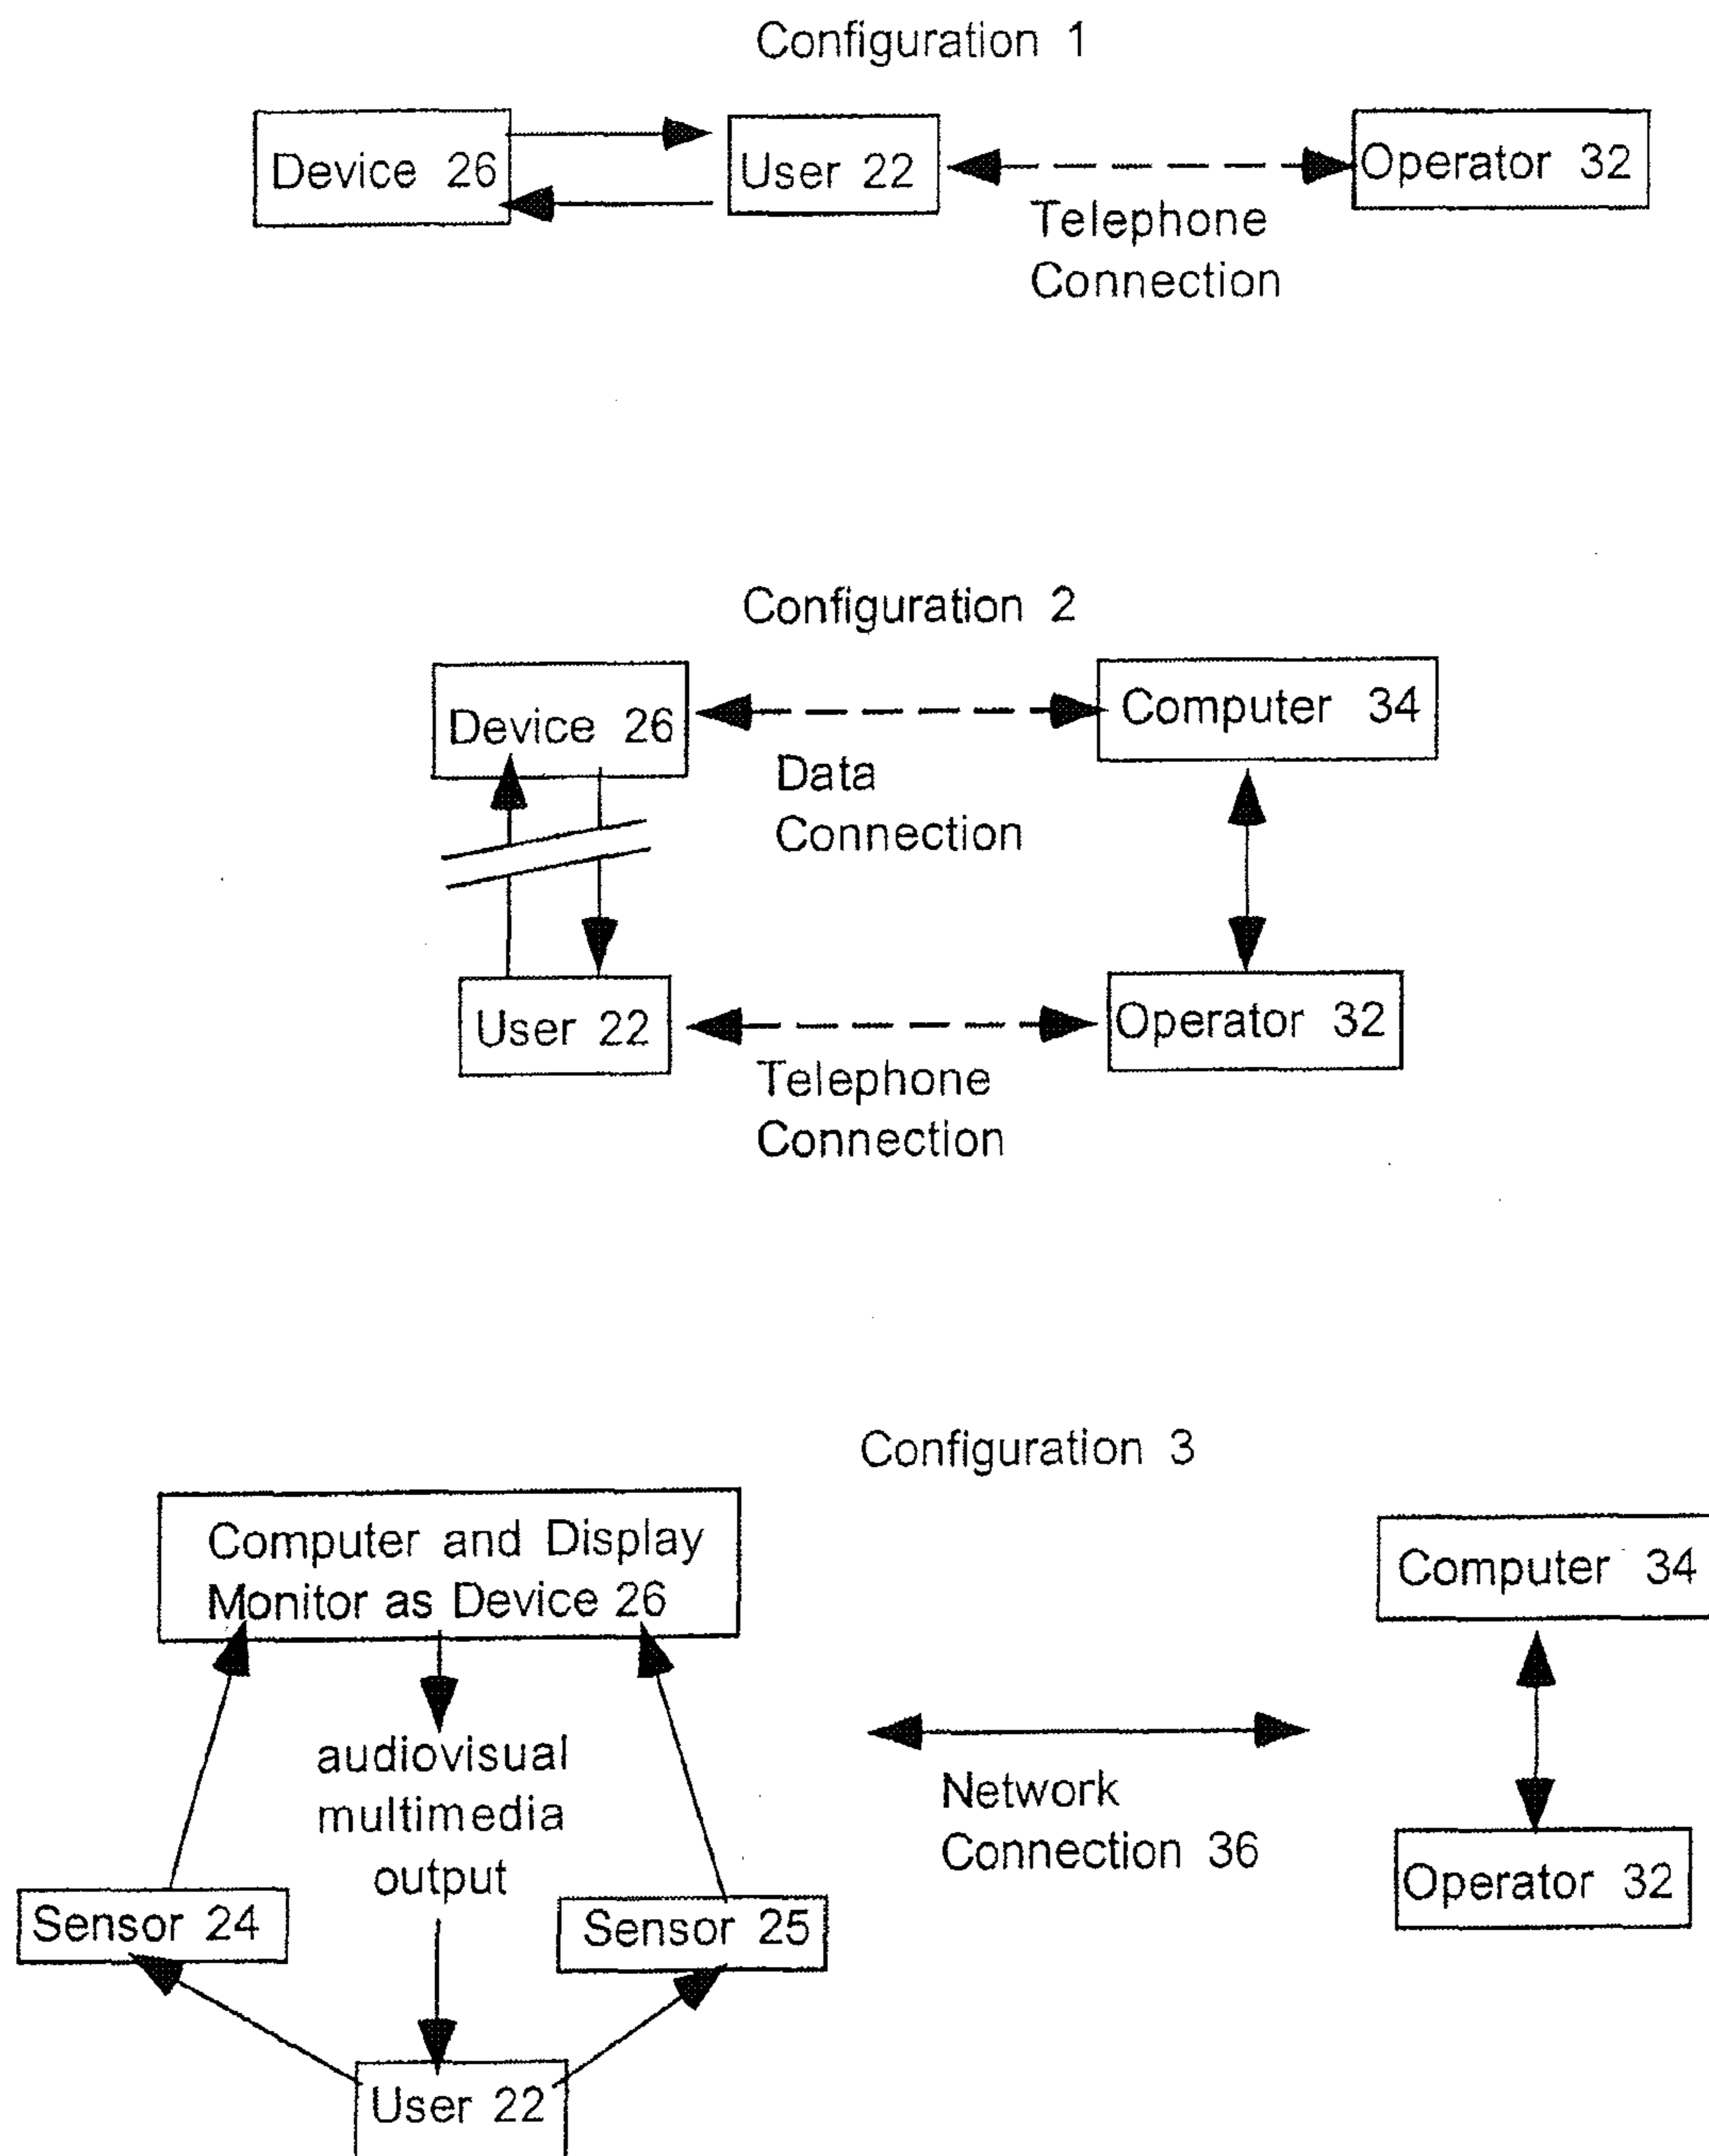 Configuration 1
Device 26
User 22
Operator 32
Telephone
Connection
Configuration 2
Device 26
Computer 34
Data
Connection
User 22
Operator 32
Telephone
Connection
Configuration 3
Computer and Display
Monitor as Device 26
Computer 34
audiovisual
multimedia
output
Network
Connection 36
Sensor 24
Sensor 25
Operator 32
User 22